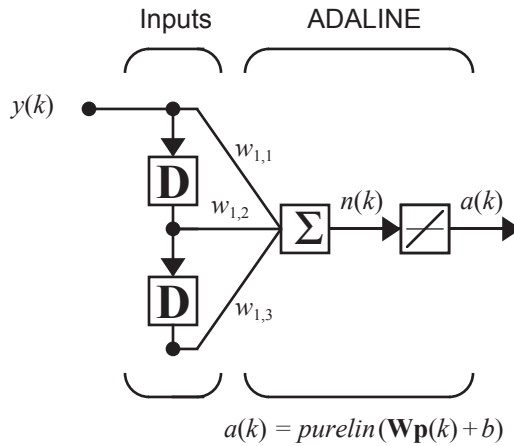 Inputs ADALINE
y(k)
w1,1
D
w1,2 n(k) a(k)
Σ
D
w1,3
a(k) = purelin(Wp(k) + b)